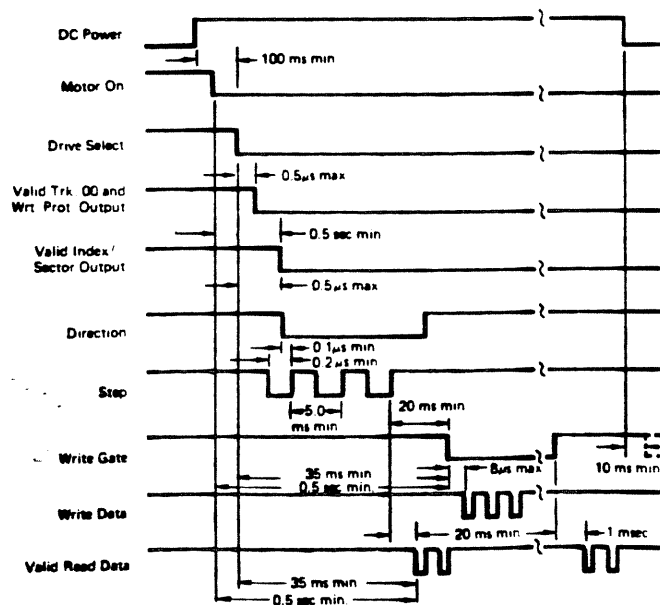 DC Power
100 ms min
Motor On
Drive Select
0.5µs max
Valid Trk. 00 and
Wrt Prot Output
0.5 sec min
Valid Index/
Sector Output
0.5µs max
Direction
0.1µs min
0.2µs min
Step
5.0
ms min
20 ms min
Write Gate
35 ms min
0.5 sec min.
8µs max
10 ms min
Write Data
20 ms min
1 msec
Valid Read Data
35 ms min
0.5 sec min.